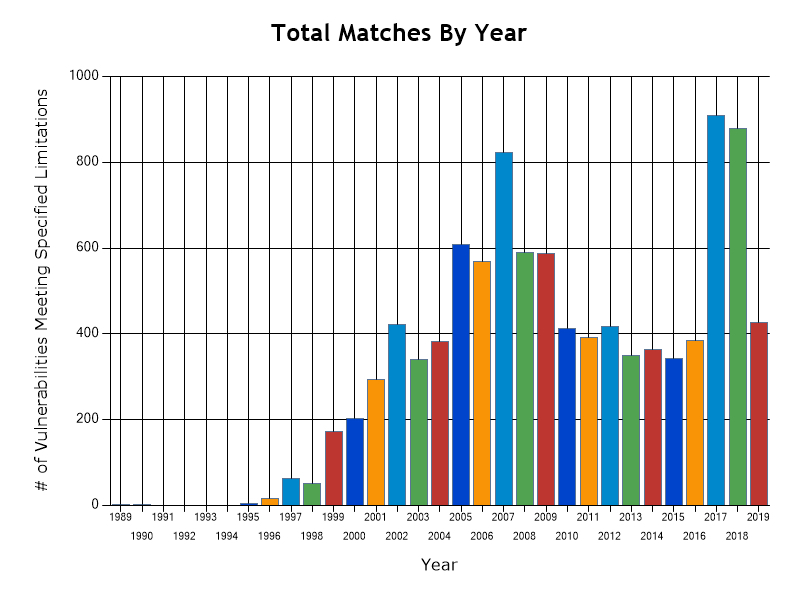 Total Matches By Year
# of Vulnerabilities Meeting Specified Limitations
1000
800
600
400
200
0
1989 1991 1993 1995 1997 1999 2001 2003 2005 2007 2009 2011 2013 2015 2017 2019
1990 1992 1994 1996 1998 2000 2002 2004 2006 2008 2010 2012 2014 2016 2018
Year